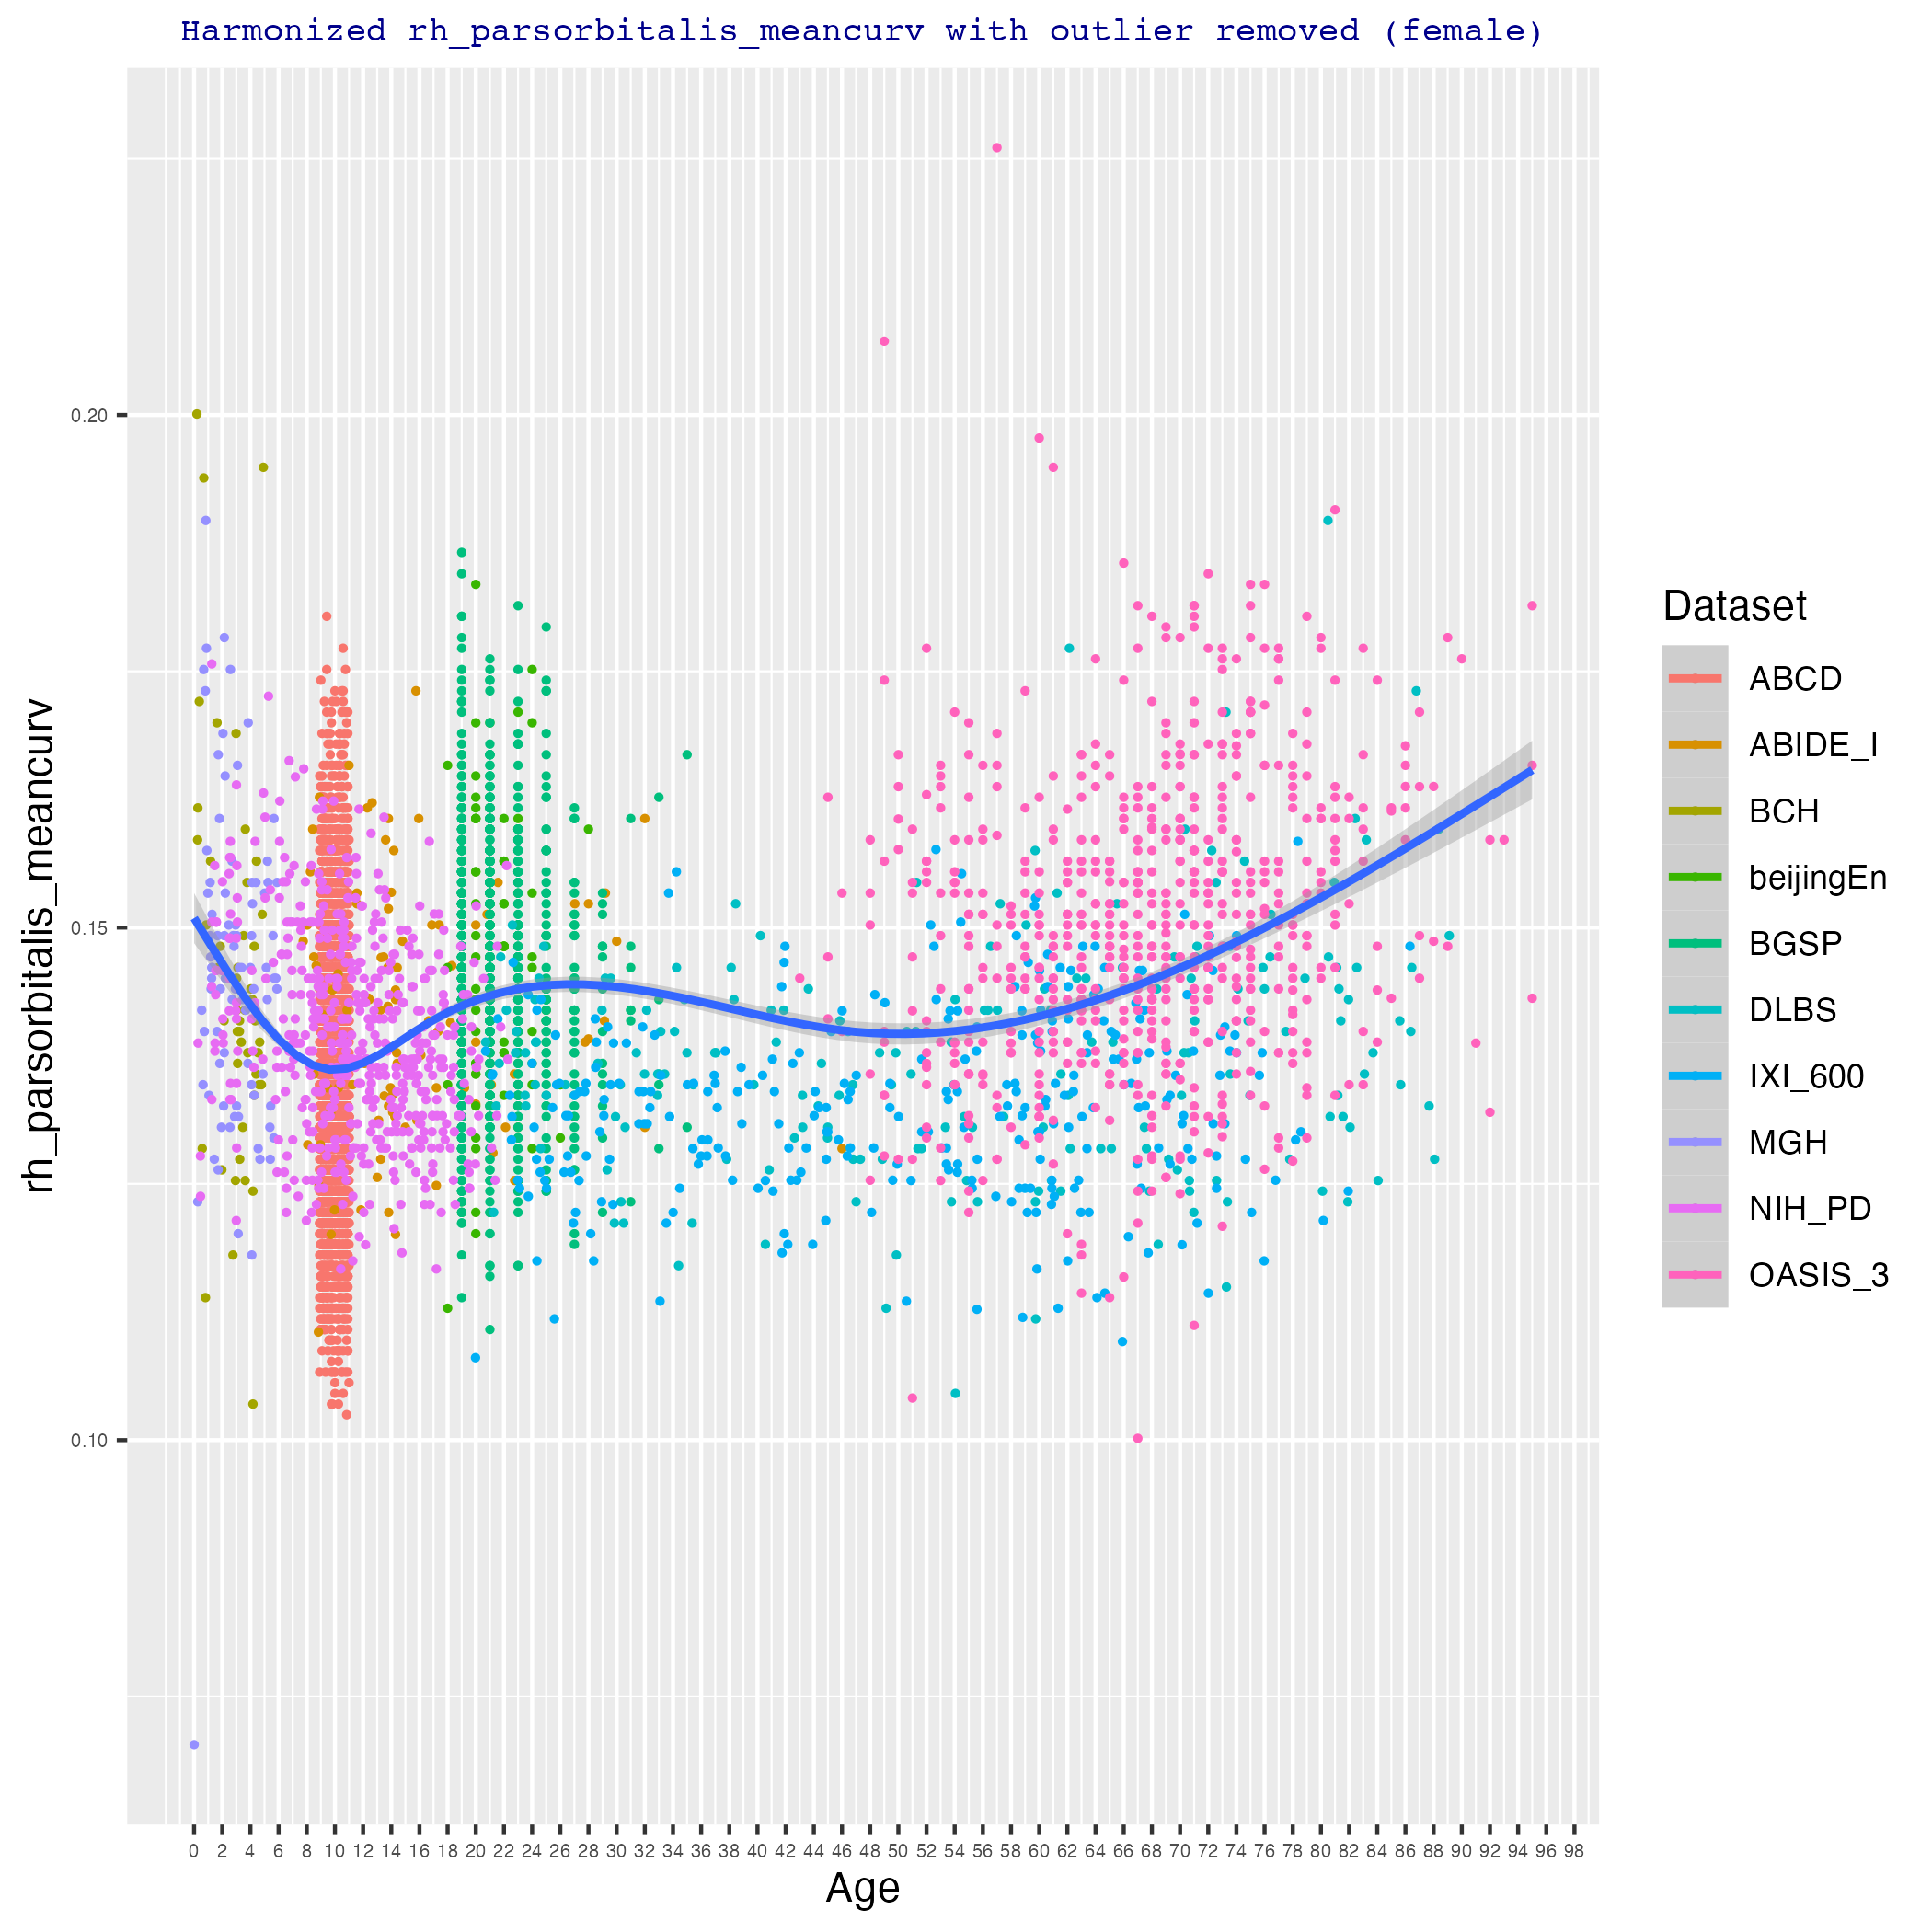 Harmonized rh_parsorbitalis_meancurv with outlier removed (female)
rh_parsorbitalis_meancurv
0.20
0.15
0.10
0 2 4 6 8 10 12 14 16 18 20 22 24 26 28 30 32 34 36 38 40 42 44 46 48 50 52 54 56 58 60 62 64 66 68 70 72 74 76 78 80 82 84 86 88 90 92 94 96 98
Age
Dataset
ABCD
ABIDE_I
BCH
beijingEn
BGSP
DLBS
IXI_600
MGH
NIH_PD
OASIS_3